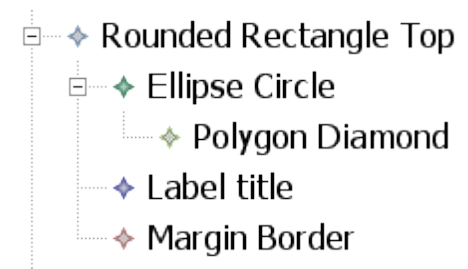 Rounded Rectangle Top
Ellipse Circle
Polygon Diamond
Label title
Margin Border